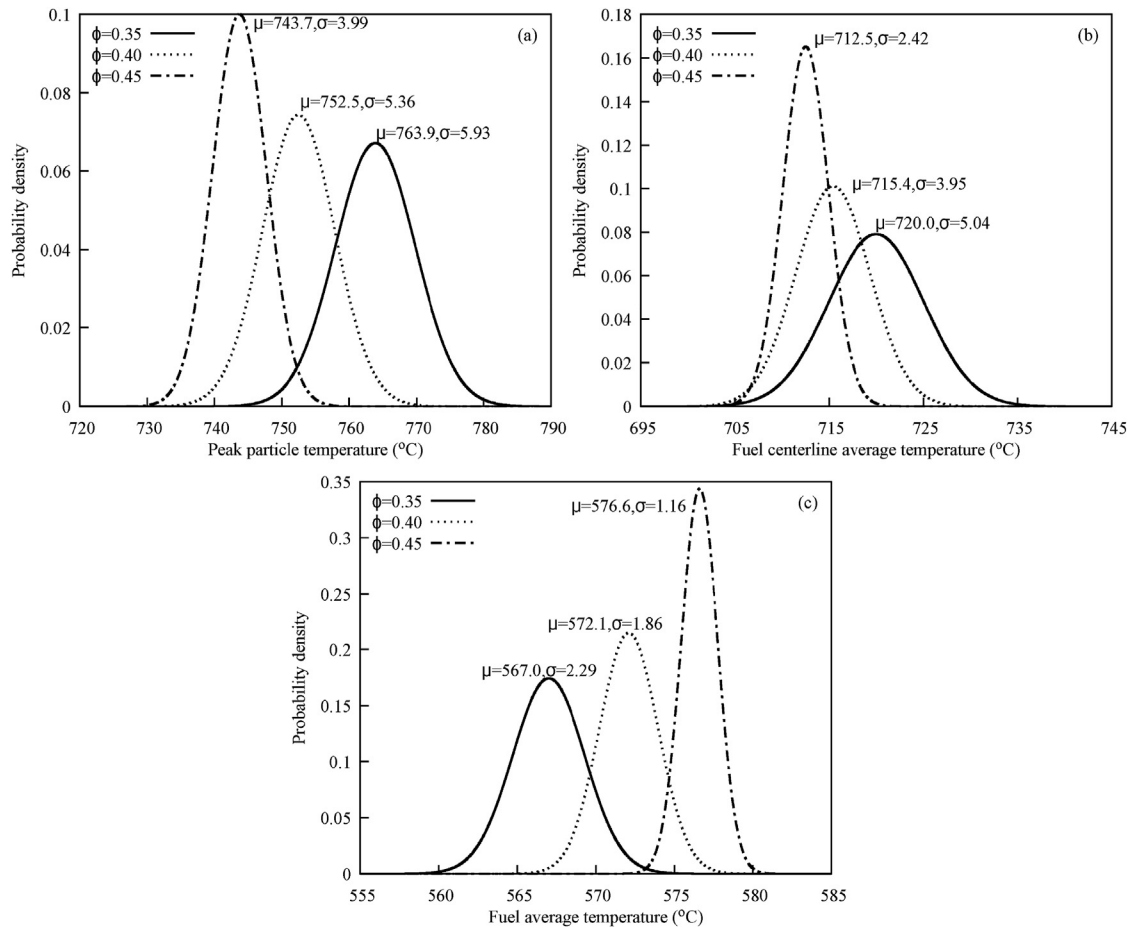 (a)
ϕ=0.35
ϕ=0.40
ϕ=0.45
μ=743.7,σ=3.99
μ=752.5,σ=5.36
μ=763.9,σ=5.93
0.1
0.08
0.06
0.04
0.02
0
Probability density
720 730 740 750 760 770 780 790
Peak particle temperature (°C)
(b)
ϕ=0.35
ϕ=0.40
ϕ=0.45
μ=712.5,σ=2.42
μ=715.4,σ=3.95
μ=720.0,σ=5.04
0.18
0.16
0.14
0.12
0.1
0.08
0.06
0.04
0.02
0
Probability density
695 705 715 725 735 745
Fuel centerline average temperature (°C)
(c)
ϕ=0.35
ϕ=0.40
ϕ=0.45
μ=576.6,σ=1.16
μ=572.1,σ=1.86
μ=567.0,σ=2.29
0.35
0.3
0.25
0.2
0.15
0.1
0.05
0
Probability density
555 560 565 570 575 580 585
Fuel average temperature (°C)